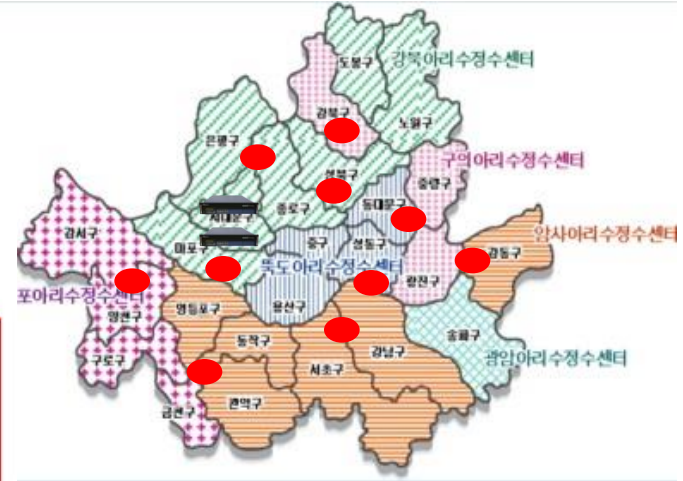 도봉구
강북아리수정수센터
강북구
노원구
은평구
성북구
구의아리수정수센터
중랑구
동대문구
서대문구
종로구
강서구
마포구
중구
성동구
암사아리수정수센터
강동구
뚝도아리수정수센터
광진구
포아리수정수센터
양천구
영등포구
용산구
동작구
송파구
구로구
강남구
서초구
광암아리수정수센터
금천구
관악구